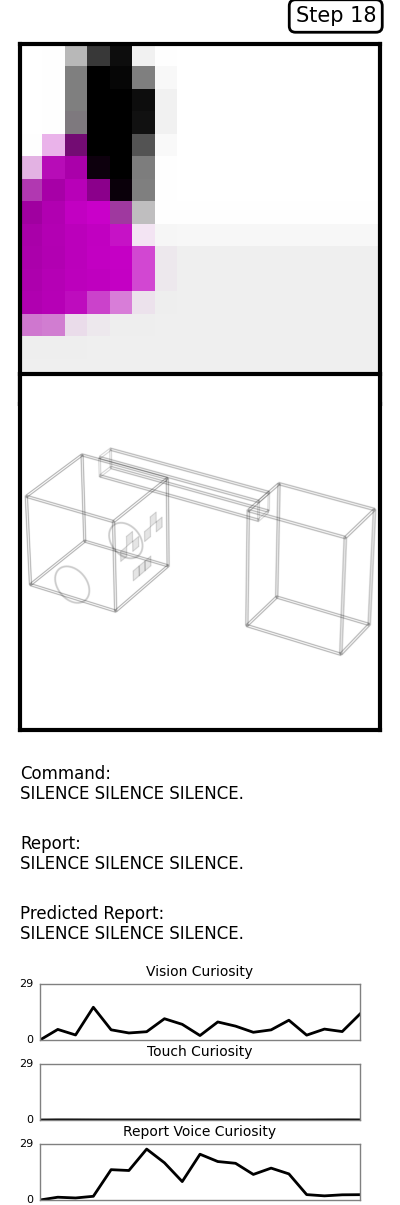 Step 18
Command:
SILENCE SILENCE SILENCE.
Report:
SILENCE SILENCE SILENCE.
Predicted Report:
SILENCE SILENCE SILENCE.
Vision Curiosity
29
0
Touch Curiosity
29
0
Report Voice Curiosity
29
0